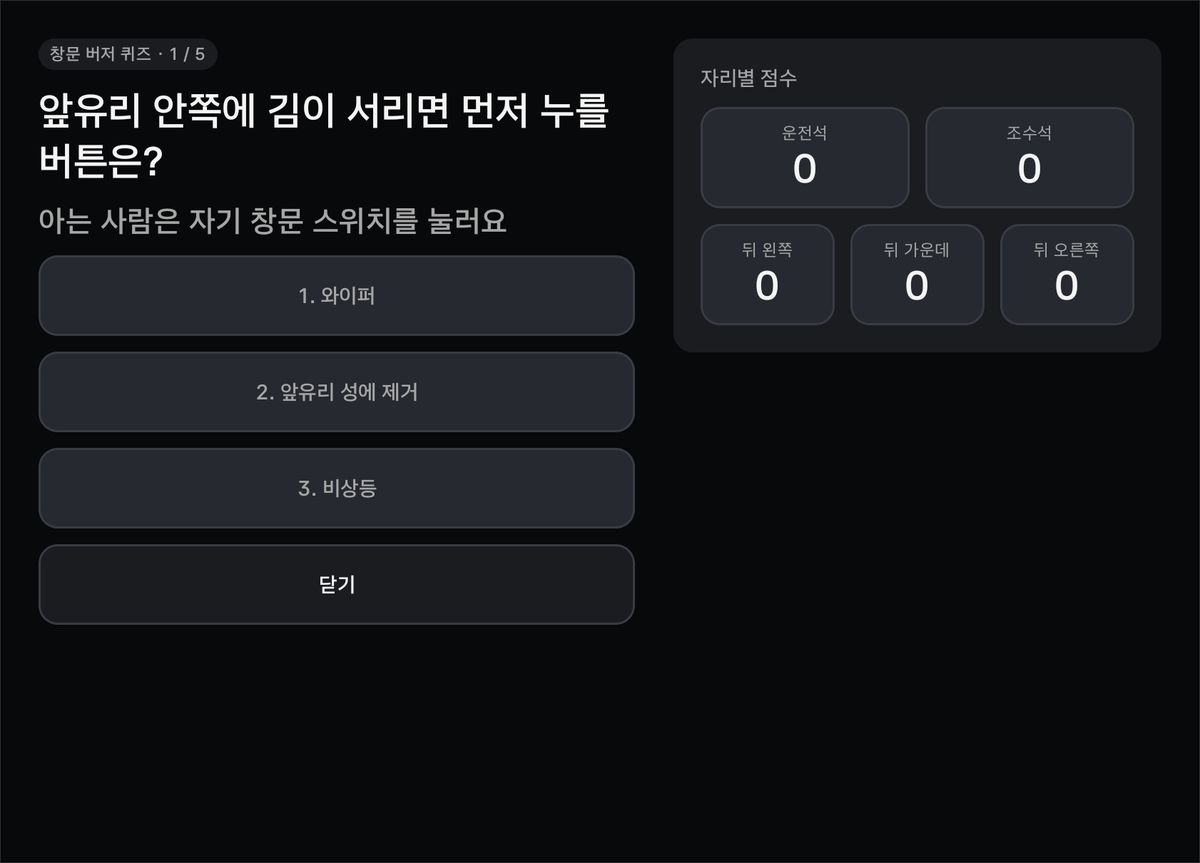 창문 버저 퀴즈 · 1 / 5
앞유리 안쪽에 김이 서리면 먼저 누를
버튼은?
아는 사람은 자기 창문 스위치를 눌러요
1. 와이퍼
2. 앞유리 성에 제거
3. 비상등
닫기
자리별 점수
운전석
0
조수석
0
뒤 왼쪽
0
뒤 가운데
0
뒤 오른쪽
0